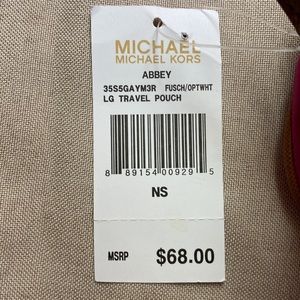 MICHAEL
MICHAEL KORS
ABBEY
35S5GAYM3R FUSCH/OPTWHT
LG TRAVEL POUCH
8 89154 00929 5
NS
MSRP $68.00